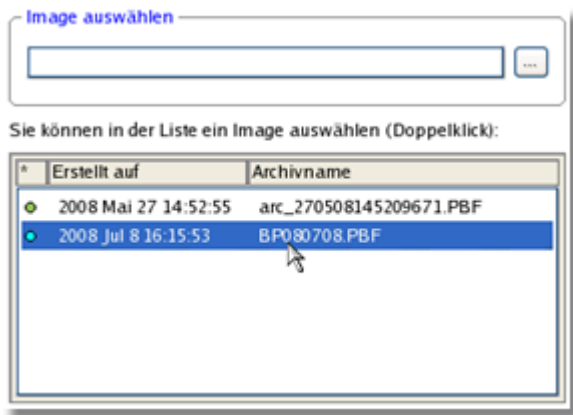 Image auswählen
...
Sie können in der Liste ein Image auswählen (Doppelklick):
* Erstellt auf Archivname
2008 Mai 27 14:52:55 arc_270508145209671.PBF
2008 Jul 8 16:15:53 BP080708.PBF